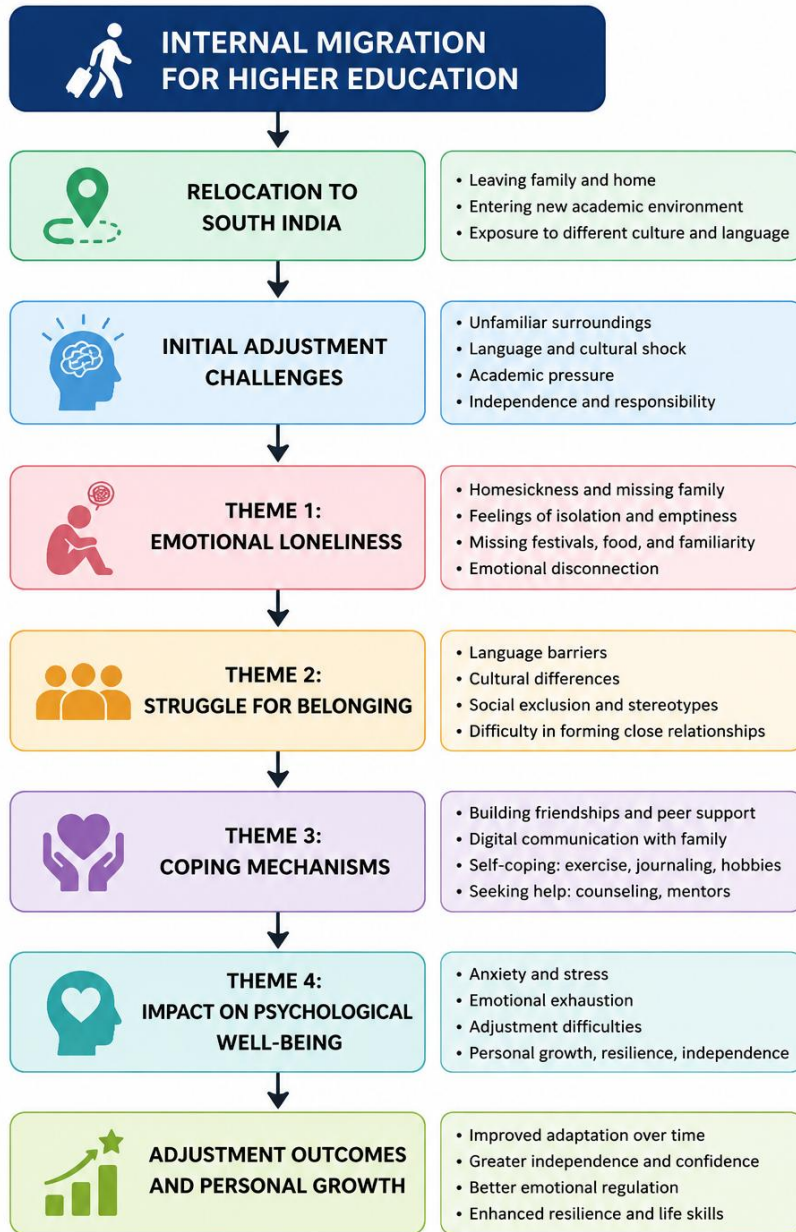 INTERNAL MIGRATION
FOR HIGHER EDUCATION
RELOCATION TO
SOUTH INDIA
• Leaving family and home
• Entering new academic environment
• Exposure to different culture and language
INITIAL ADJUSTMENT
CHALLENGES
• Unfamiliar surroundings
• Language and cultural shock
• Academic pressure
• Independence and responsibility
THEME 1:
EMOTIONAL LONELINESS
• Homesickness and missing family
• Feelings of isolation and emptiness
• Missing festivals, food, and familiarity
• Emotional disconnection
THEME 2:
STRUGGLE FOR BELONGING
• Language barriers
• Cultural differences
• Social exclusion and stereotypes
• Difficulty in forming close relationships
THEME 3:
COPING MECHANISMS
• Building friendships and peer support
• Digital communication with family
• Self-coping: exercise, journaling, hobbies
• Seeking help: counseling, mentors
THEME 4:
IMPACT ON PSYCHOLOGICAL
WELL-BEING
• Anxiety and stress
• Emotional exhaustion
• Adjustment difficulties
• Personal growth, resilience, independence
ADJUSTMENT OUTCOMES
AND PERSONAL GROWTH
• Improved adaptation over time
• Greater independence and confidence
• Better emotional regulation
• Enhanced resilience and life skills